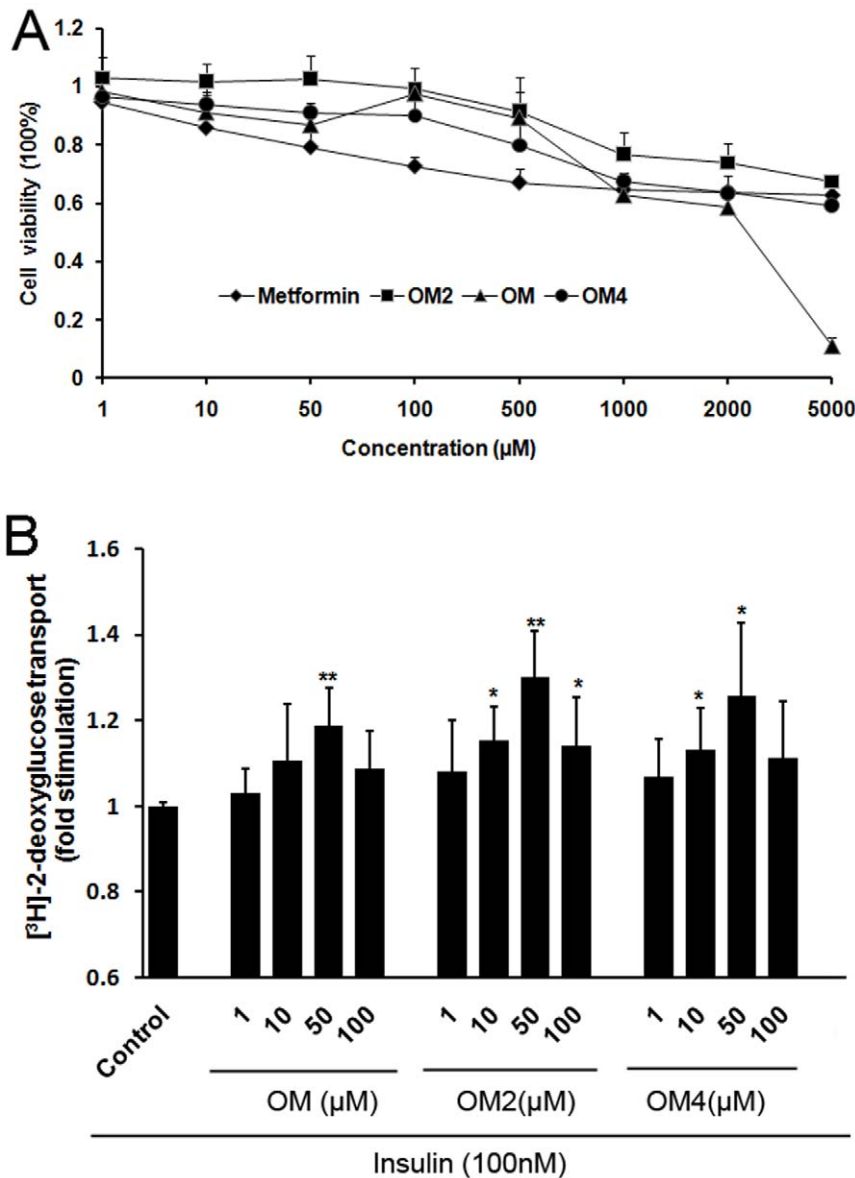 A
1.2
1
0.8
0.6
0.4
0.2
0
Cell viability (100%)
Metformin OM2 OM OM4
1 10 50 100 500 1000 2000 5000
Concentration (µM)
B
1.6
1.4
1.2
1
0.8
0.6
[³H]-2-deoxyglucose transport
(fold stimulation)
** * ** * * *
Control 1 10 50 100 1 10 50 100 1 10 50 100
OM (µM) OM2(µM) OM4(µM)
Insulin (100nM)